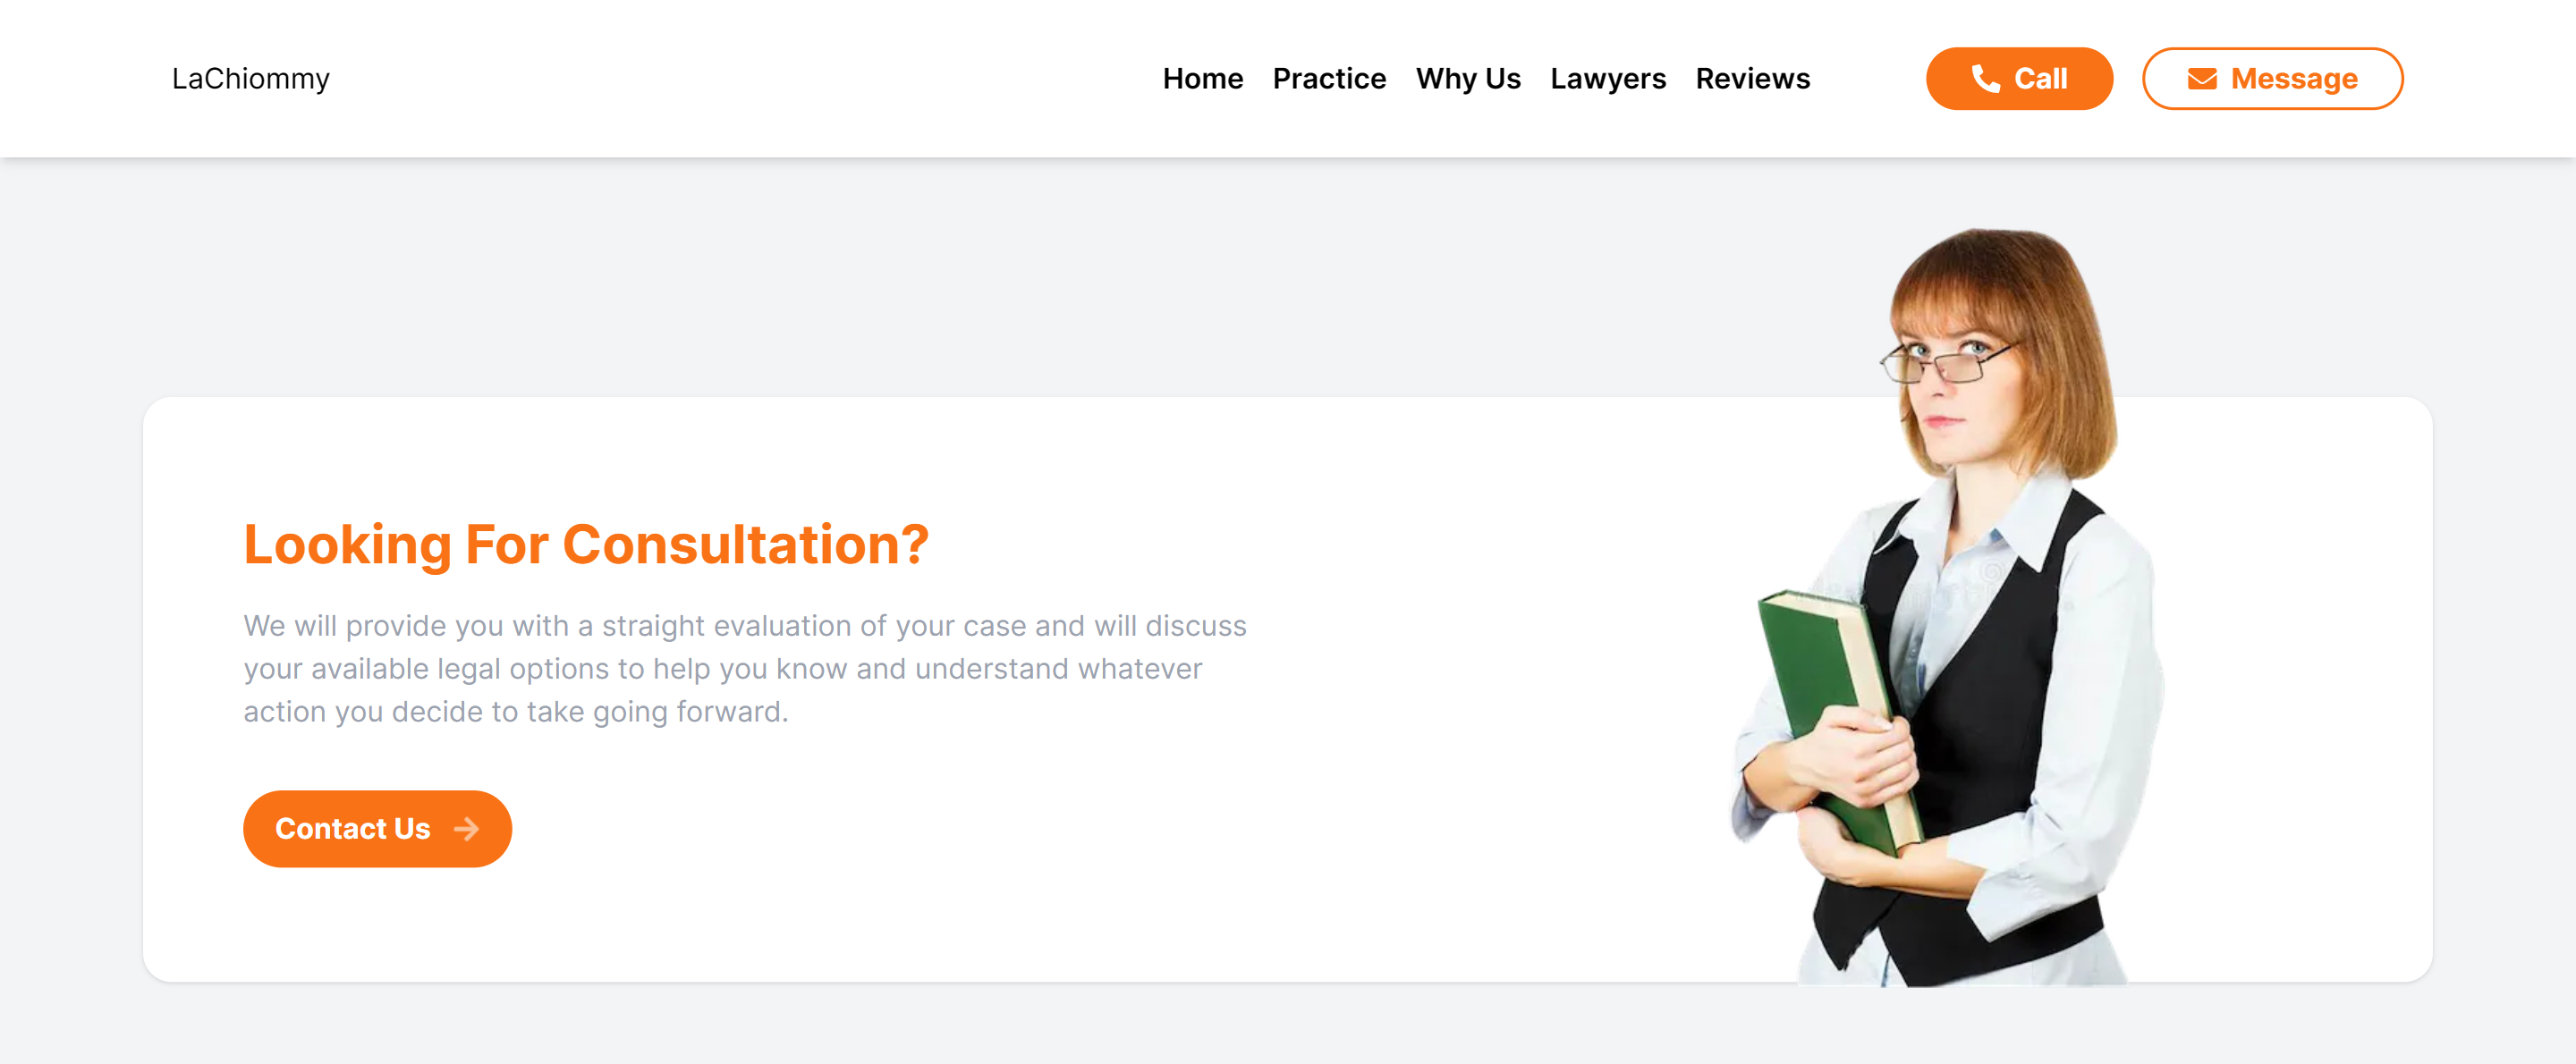 LaChiommy
Home Practice Why Us Lawyers Reviews Call Message
Looking For Consultation?
We will provide you with a straight evaluation of your case and will discuss
your available legal options to help you know and understand whatever
action you decide to take going forward.
Contact Us